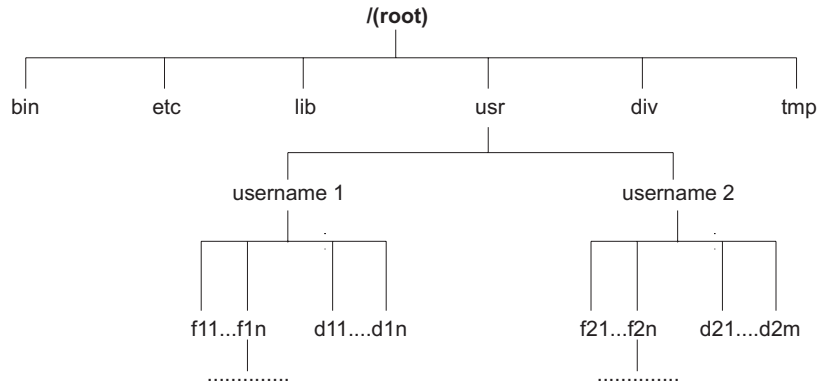 /(root)
bin etc lib usr div tmp
username 1 username 2
f11...f1n d11....d1n f21...f2n d21....d2m
.............. ..............